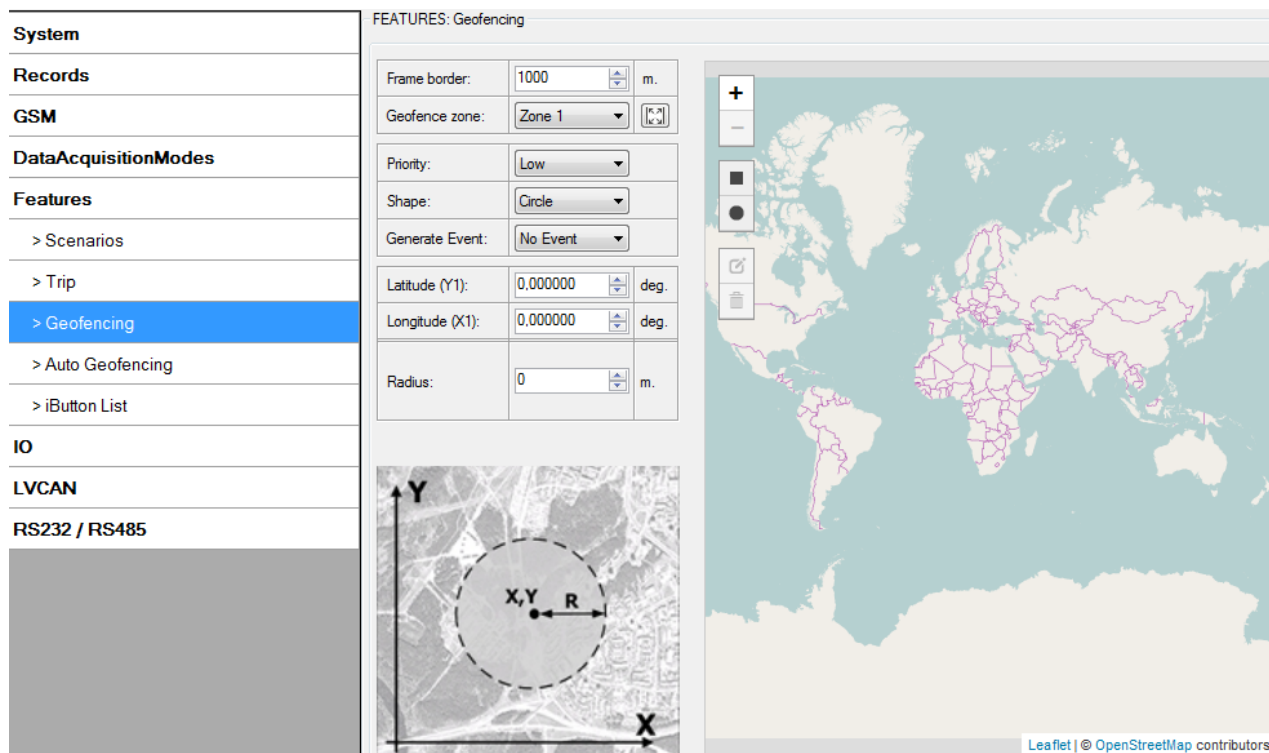 System
Records
GSM
DataAcquisitionModes
Features
> Scenarios
> Trip
> Geofencing
> Auto Geofencing
> iButton List
IO
LVCAN
RS232 / RS485
FEATURES: Geofencing
Frame border: 1000 m.
Geofence zone: Zone 1
Priority: Low
Shape: Circle
Generate Event: No Event
Latitude (Y1): 0,000000 deg.
Longitude (X1): 0,000000 deg.
Radius: 0 m.
Y
X,Y
R
X
+
−
Leaflet | © OpenStreetMap contributors